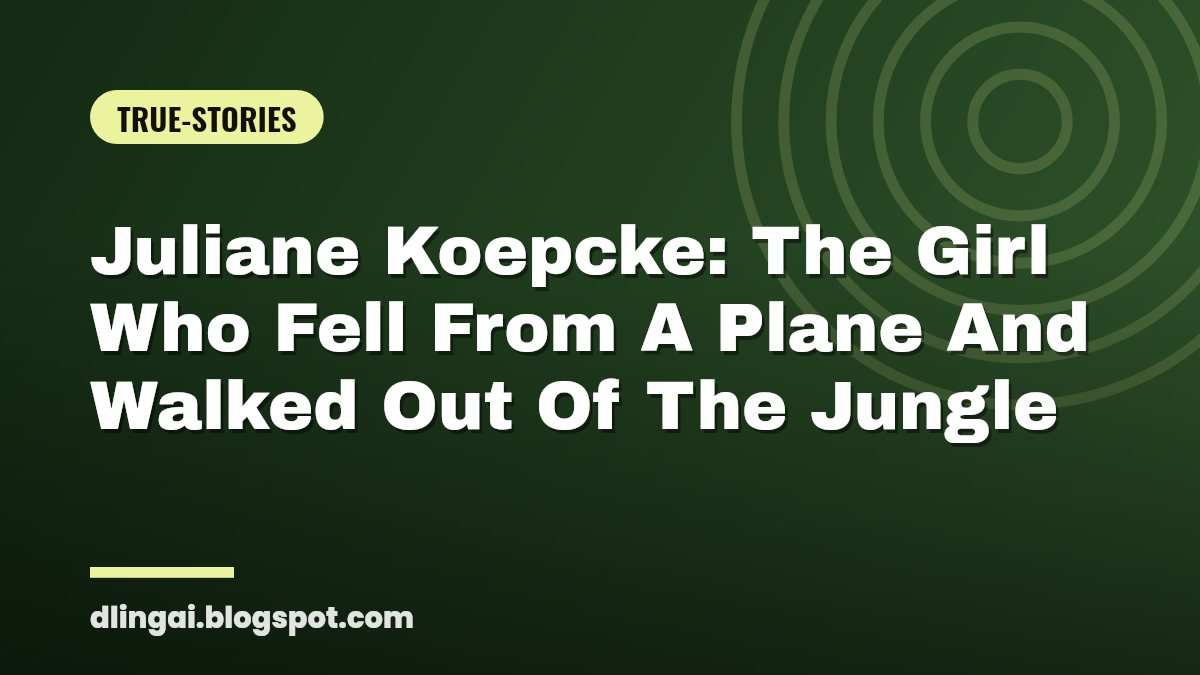 TRUE-STORIES
Juliane Koepcke: The Girl
Who Fell From A Plane And
Walked Out Of The Jungle
dlingai.blogspot.com